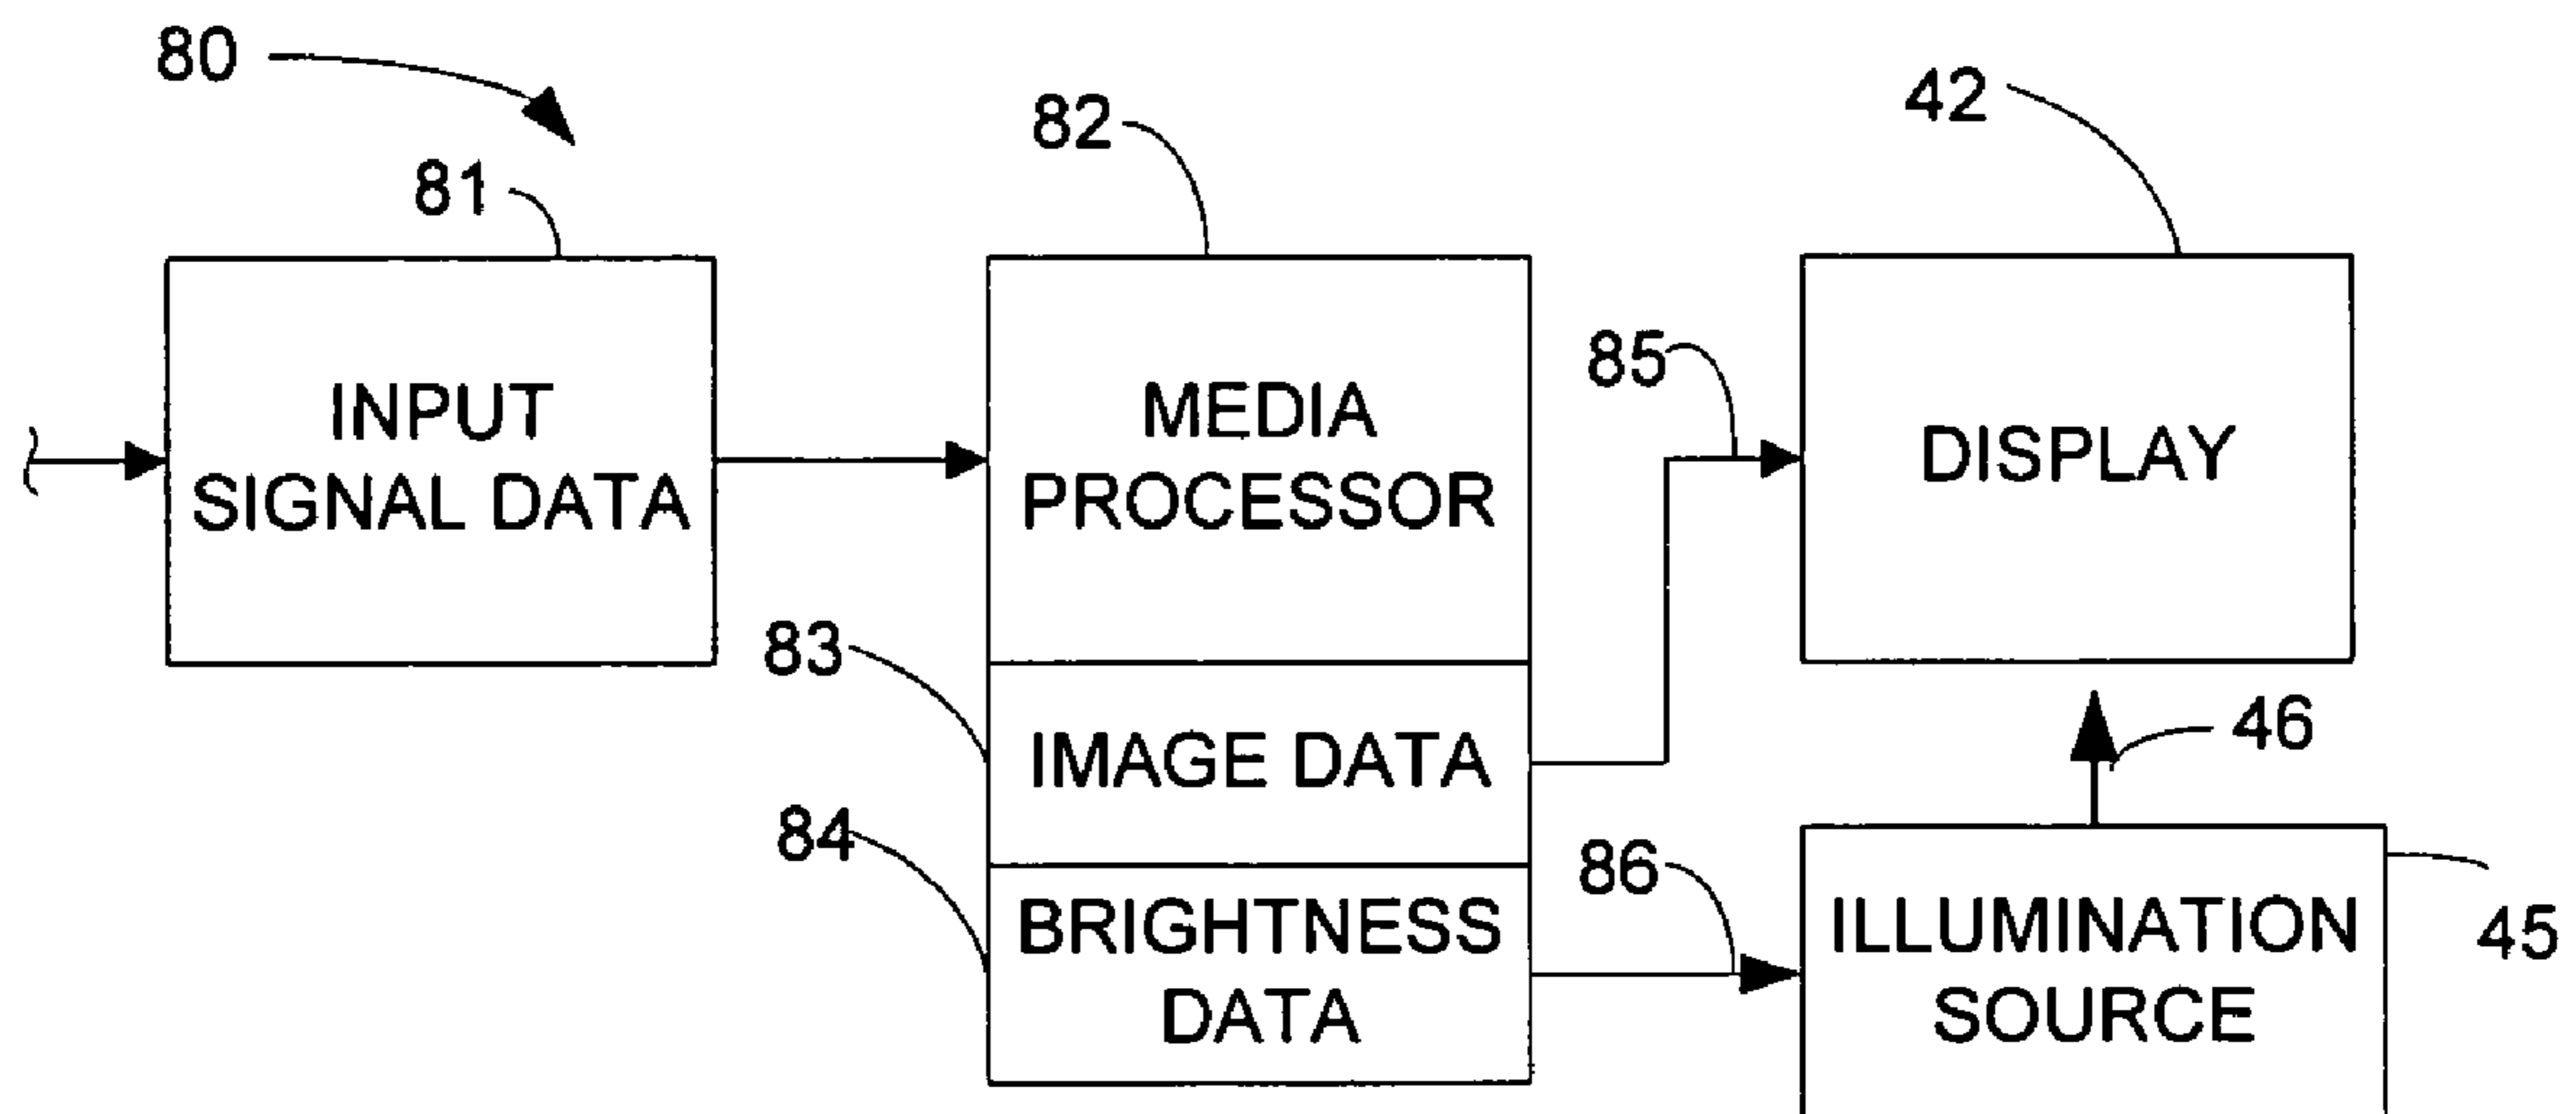 80
81
82
42
INPUT
SIGNAL DATA
MEDIA
PROCESSOR
85
DISPLAY
83
IMAGE DATA
46
84
BRIGHTNESS
DATA
86
ILLUMINATION
SOURCE
45